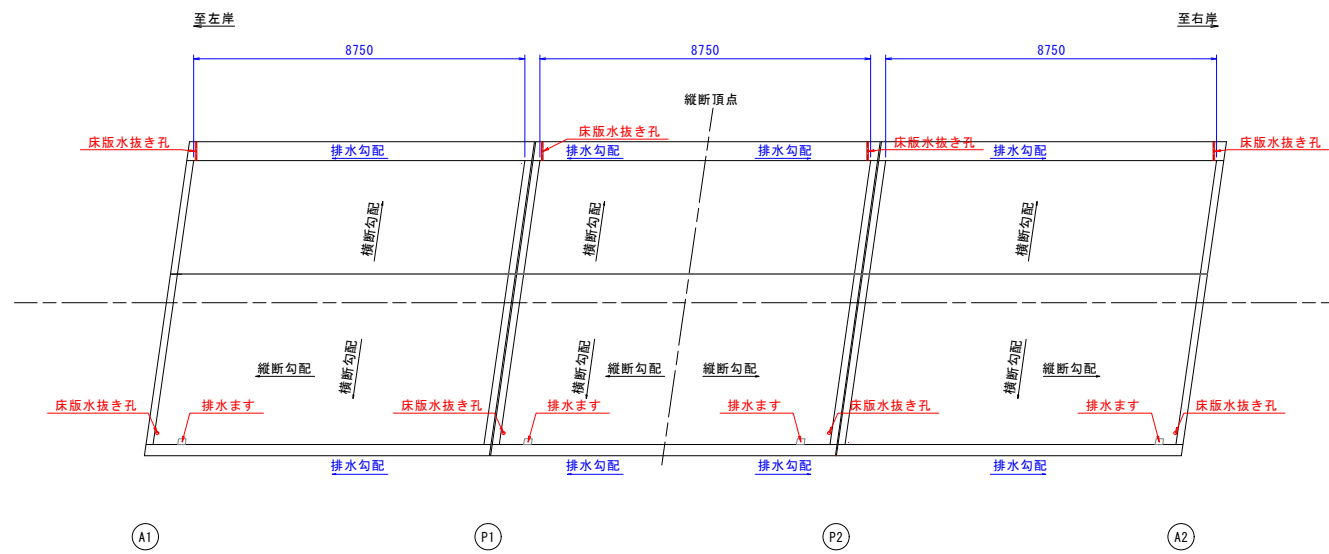 至左岸
至右岸
8750
8750
8750
縦断頂点
床版水抜き孔
床版水抜き孔
床版水抜き孔
床版水抜き孔
排水勾配
排水勾配
排水勾配
排水勾配
横断勾配
横断勾配
横断勾配
縦断勾配
横断勾配
横断勾配
縦断勾配
縦断勾配
横断勾配
縦断勾配
床版水抜き孔
排水ます
床版水抜き孔
排水ます
排水ます
床版水抜き孔
排水ます
床版水抜き孔
排水勾配
排水勾配
排水勾配
排水勾配
A1
P1
P2
A2